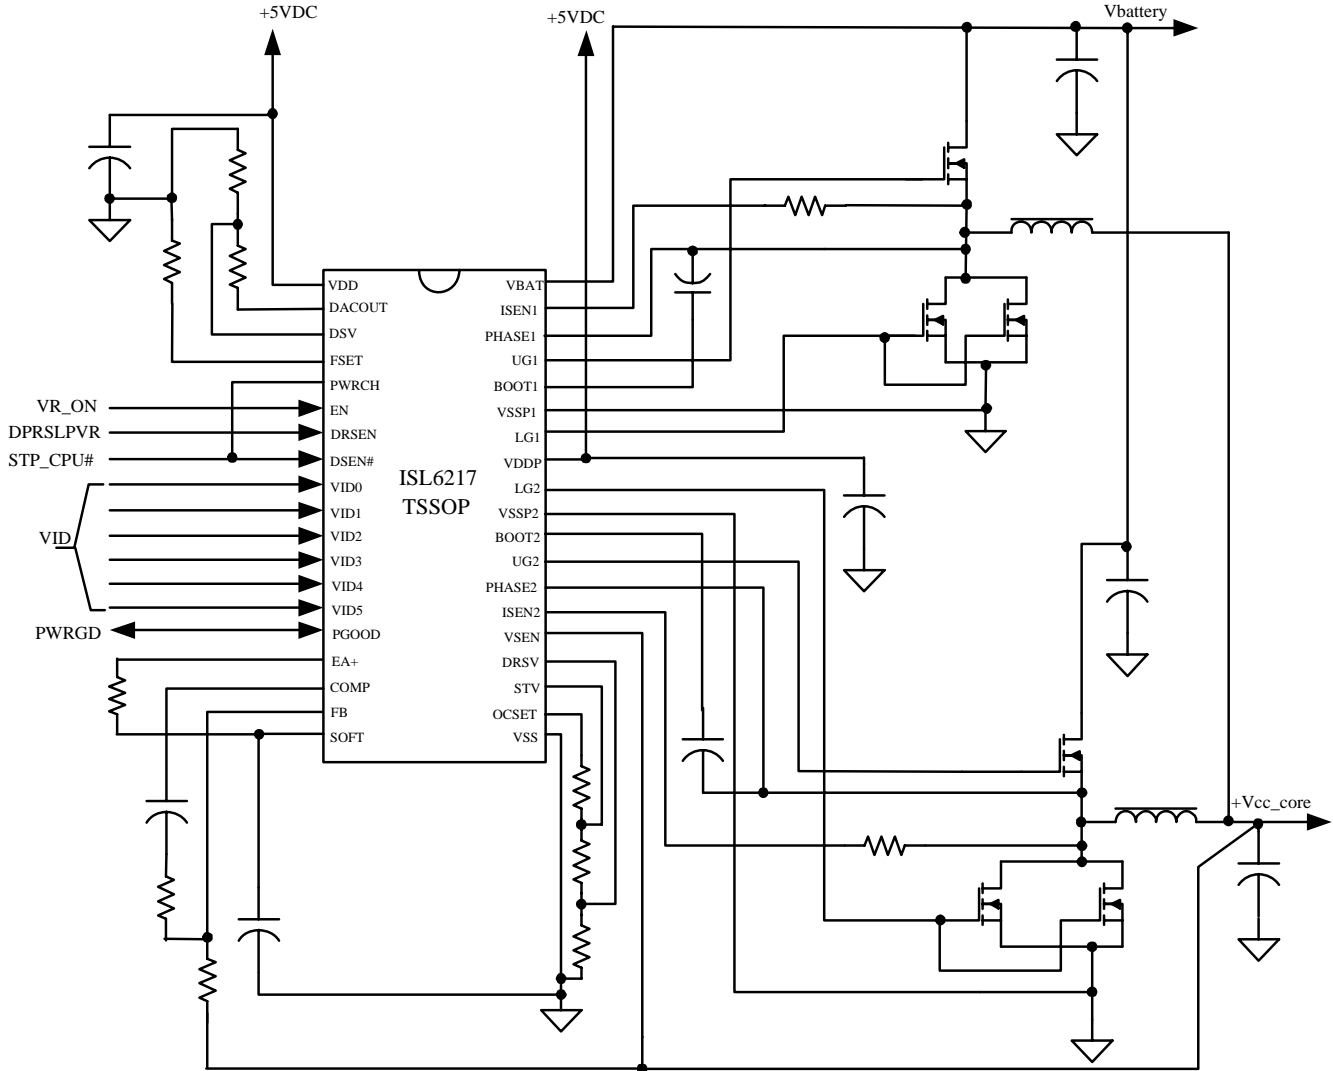 +5VDC
+5VDC
Vbattery
VDD
DACOUT
DSV
FSET
PWRCH
EN
DRSEN
DSEN#
VID0
VID1
VID2
VID3
VID4
VID5
PGOOD
EA+
COMP
FB
SOFT
VR_ON
DPRSLPVR
STP_CPU#
VID
PWRGD
ISL6217
TSSOP
VBAT
ISEN1
PHASE1
UG1
BOOT1
VSSP1
LG1
VDDP
LG2
VSSP2
BOOT2
UG2
PHASE2
ISEN2
VSEN
DRSV
STV
OCSET
VSS
+Vcc_core